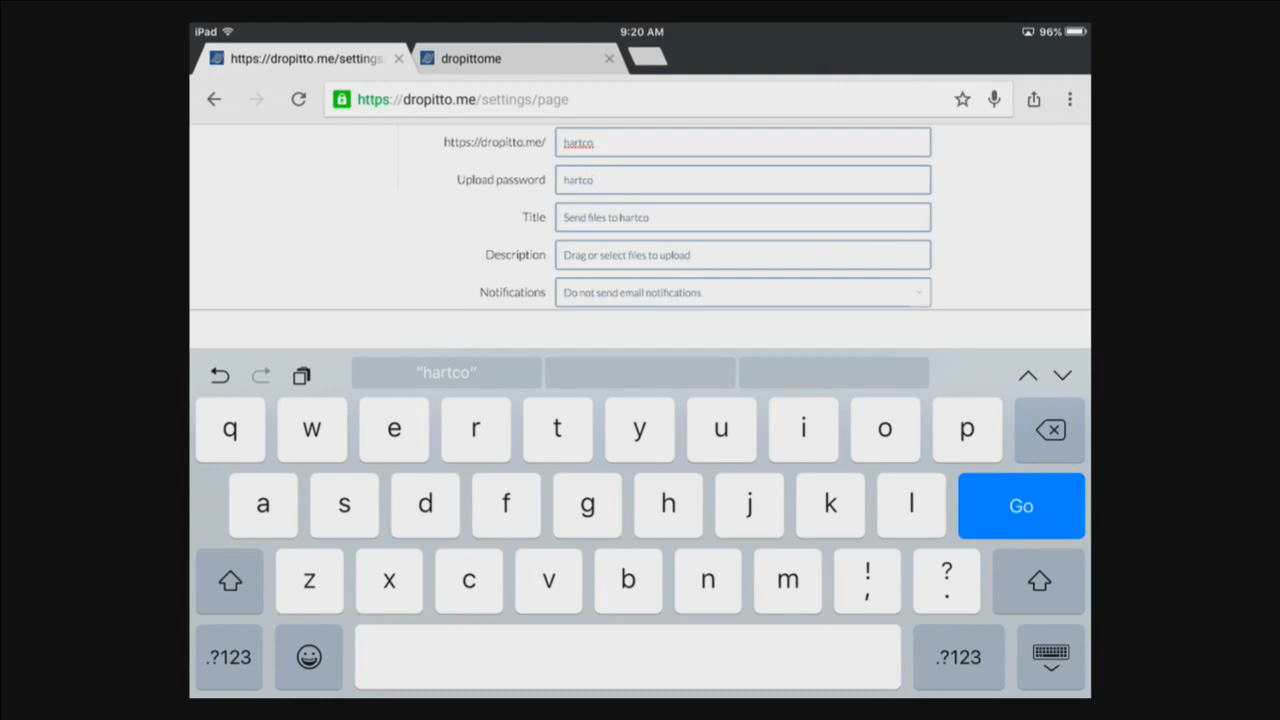 iPad 9:20 AM 96%
https://dropitto.me/settings dropittome
https://dropitto.me/settings/page
https://dropitto.me/ hartco
Upload password hartco
Title Send files to hartco
Description Drag or select files to upload
Notifications Do not send email notifications
"hartco"
q w e r t y u i o p
a s d f g h j k l Go
z x c v b n m ! , ? .
.?123 .?123